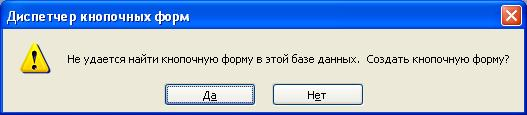 Диспетчер кнопочных форм
Не удается найти кнопочную форму в этой базе данных.  Создать кнопочную форму?
Да
Нет